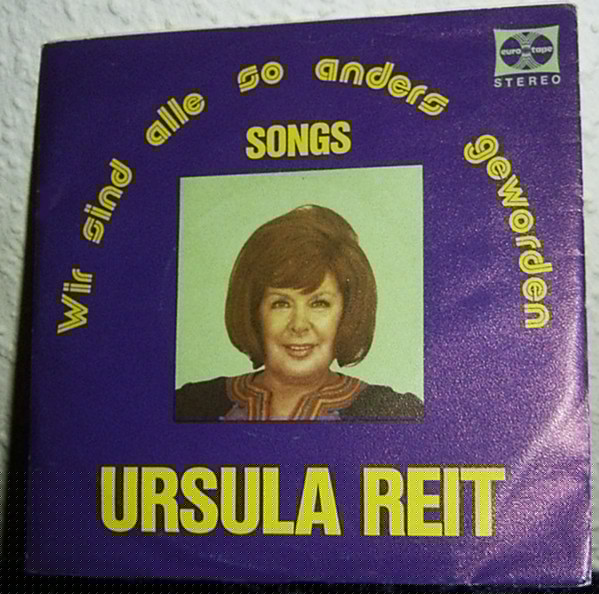 euro tape
STEREO
Wir sind alle so anders geworden
SONGS
URSULA REIT